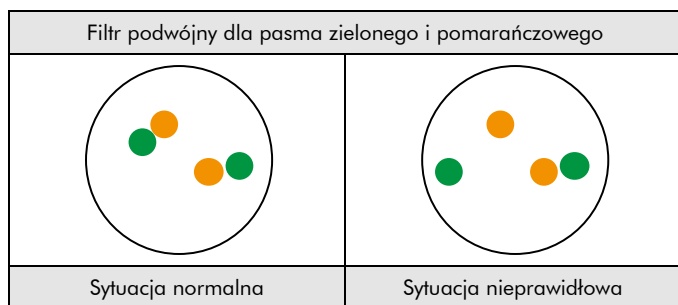 Filtr podwójny dla pasma zielonego i pomarańczowego
Sytuacja normalna
Sytuacja nieprawidłowa